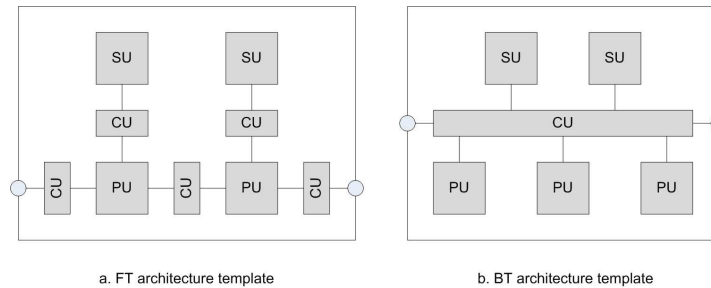 SU SU
CU CU
CU PU CU PU CU
a. FT architecture template
SU SU
CU
PU PU PU
b. BT architecture template